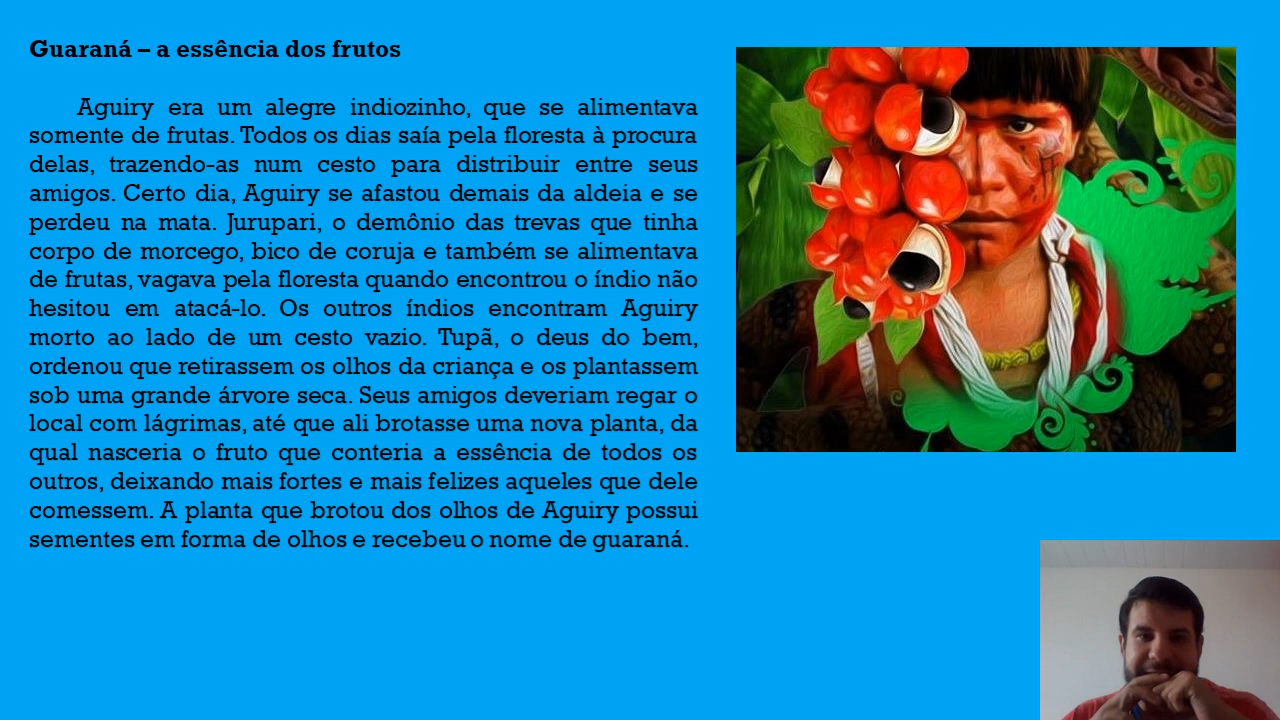 Guaraná – a essência dos frutos
Aguiry era um alegre indiozinho, que se alimentava
somente de frutas. Todos os dias saía pela floresta à procura
delas, trazendo-as num cesto para distribuir entre seus
amigos. Certo dia, Aguiry se afastou demais da aldeia e se
perdeu na mata. Jurupari, o demônio das trevas que tinha
corpo de morcego, bico de coruja e também se alimentava
de frutas, vagava pela floresta quando encontrou o índio não
hesitou em atacá-lo. Os outros índios encontram Aguiry
morto ao lado de um cesto vazio. Tupã, o deus do bem,
ordenou que retirassem os olhos da criança e os plantassem
sob uma grande árvore seca. Seus amigos deveriam regar o
local com lágrimas, até que ali brotasse uma nova planta, da
qual nasceria o fruto que conteria a essência de todos os
outros, deixando mais fortes e mais felizes aqueles que dele
comessem. A planta que brotou dos olhos de Aguiry possui
sementes em forma de olhos e recebeu o nome de guaraná.